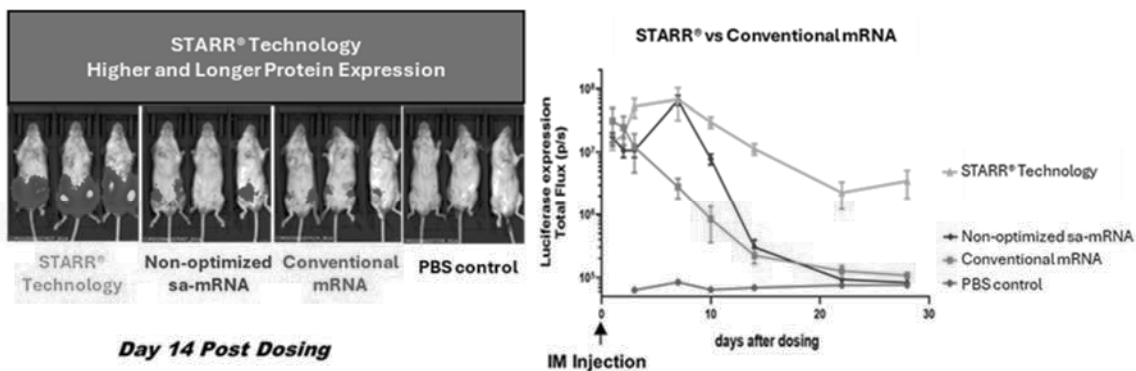 STARR® Technology
Higher and Longer Protein Expression
STARR®
Technology
Non-optimized
sa-mRNA
Conventional
mRNA
PBS control
Day 14 Post Dosing
STARR® vs Conventional mRNA
Luciferase expression
Total Flux (p/s)
10⁸
10⁷
10⁶
10⁵
0
10
20
30
days after dosing
IM Injection
STARR® Technology
Non-optimized sa-mRNA
Conventional mRNA
PBS control